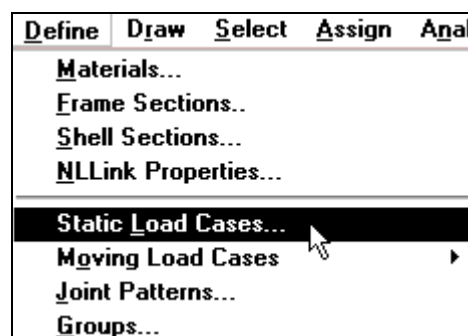 Define Draw Select Assign
Materials...
Frame Sections..
Shell Sections...
NLLink Properties...
Static Load Cases...
Moving Load Cases
Joint Patterns...
Groups...